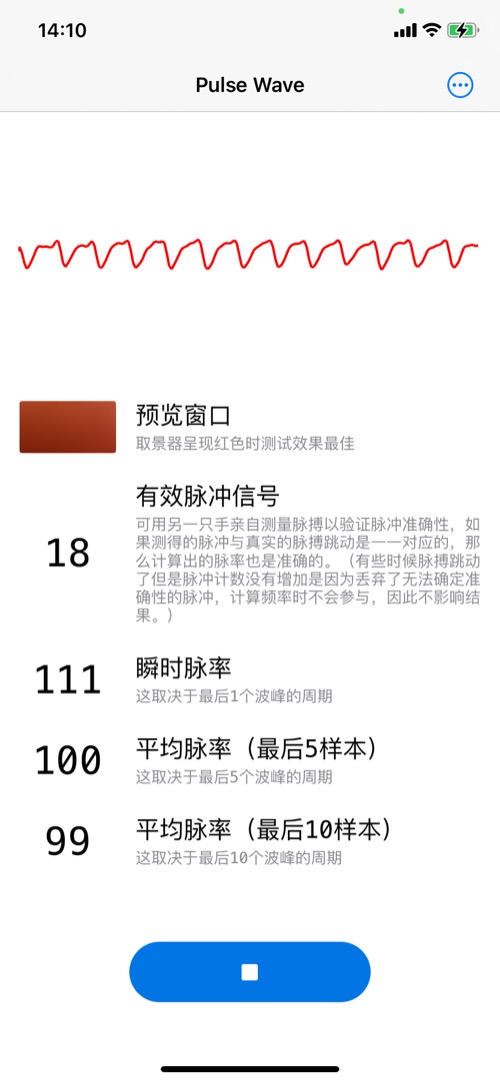 14:10
Pulse Wave
预览窗口
取景器呈现红色时测试效果最佳
有效脉冲信号
18
可用另一只手亲自测量脉搏以验证脉冲准确性，如
果测得的脉冲与真实的脉搏跳动是一一对应的，那
么计算出的脉率也是准确的。（有些时候脉搏跳动
了但是脉冲计数没有增加是因为丢弃了无法确定准
确性的脉冲，计算频率时不会参与，因此不影响结
果。）
111
瞬时脉率
这取决于最后1个波峰的周期
100
平均脉率（最后5样本）
这取决于最后5个波峰的周期
99
平均脉率（最后10样本）
这取决于最后10个波峰的周期